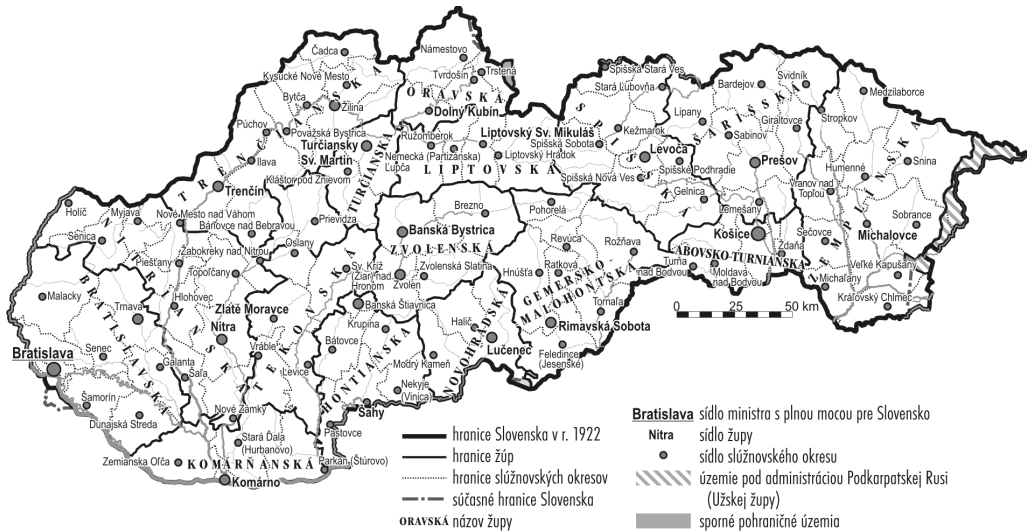 Čadca
Námestovo
Trstená
Tvrdošín
Kysucké Nové Mesto
Bytča
Žilina
ORAVSKÁ
Dolný Kubín
Spišská Stará Ves
Stará Ľubovňa
Bardejov
Svidník
Medzilaborce
Púchov
Považská Bystrica
TRENČIANSKA
Turčiansky
Sv. Martin
Ružomberok
Liptovský Sv. Mikuláš
Spišská Sobota
Kežmarok
Lipany
Sabinov
Giraltovce
Stropkov
ŠARIŠSKÁ
SPIŠSKÁ
Levoča
Ilava
Nemecká (Partizánska)
Ľupča
Liptovský Hrádok
LIPTOVSKÁ
Kláštor pod Znievom
TURČIANSKA
Spišské Podhradie
Prešov
Snina
Humenné
Trenčín
Spišská Nová Ves
Gelnica
Vranov nad
Topľou
TEMPLÍNSKA
Holíč
Myjava
Nové Mesto nad Váhom
Bánovce nad Bebravou
Prievidza
Brezno
Pohorelá
Lemešany
Sobrance
Senica
NITRIANSKA
Banská Bystrica
ZVOLENSKÁ
Košice
Sečovce
Michalovce
Oslany
Žabokreky nad Nitrou
Piešťany
Topoľčany
Revúca
Rožňava
Ždaňa
ABOVSKO-TURNIANSKA
Sv. Kríž
(Žiar) nad
Hronom
Zvolenská Slatina
Zvolen
Hnúšťa
Ratková
Turňa
nad Bodvou
Moldava
nad Bodvou
Michaľany
Veľké Kapušany
Kráľovský Chlmec
Malacky
BRATISLAVSKÁ
Trnava
Hlohovec
Zlaté Moravce
TEKOVSKÁ
Banská Štiavnica
GEMERSKO-
MALOHONTSKÁ
Tornaľa
Nitra
Krupina
Halič
Rimavská Sobota
0 25 50 km
Bratislava
Senec
Galanta
Šaľa
Vráble
Levice
Bátovce
HONTIANSKA
Modrý Kameň
NOVOHRADSKÁ
Lučenec
Feledince
(Jesenské)
Šamorín
Dunajská Streda
Nové Zámky
Nekyje
(Vinica)
Šahy
Pastovce
Stará Ďala
(Hurbanovo)
Zemianska Oľča
KOMÁRŇANSKÁ
Parkan (Štúrovo)
Komárno
hranice Slovenska v r. 1922
hranice žúp
hranice slúžnovských okresov
súčasné hranice Slovenska
ORAVSKÁ názov župy
Bratislava sídlo ministra s plnou mocou pre Slovensko
Nitra sídlo župy
sídlo slúžnovského okresu
územie pod administráciou Podkarpatskej Rusi
(Užskej župy)
sporné pohraničné územia